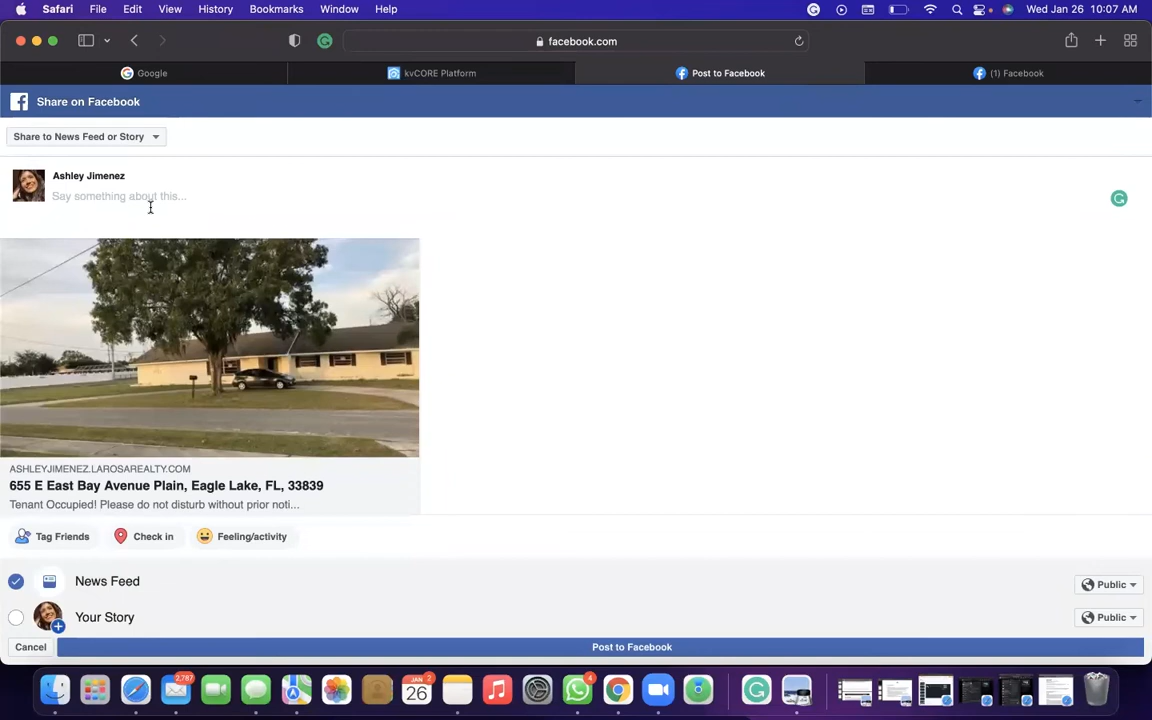 Safari File Edit View History Bookmarks Window Help Wed Jan 26 10:07 AM
facebook.com
Google kvCORE Platform Post to Facebook (1) Facebook
Share on Facebook
Share to News Feed or Story
Ashley Jimenez
Say something about this...
ASHLEYJIMENEZ.LAROSAREALTY.COM
655 E East Bay Avenue Plain, Eagle Lake, FL, 33839
Tenant Occupied! Please do not disturb without prior noti...
Tag Friends Check in Feeling/activity
News Feed Public
Your Story Public
Cancel Post to Facebook
2,787 JAN 2 4
26